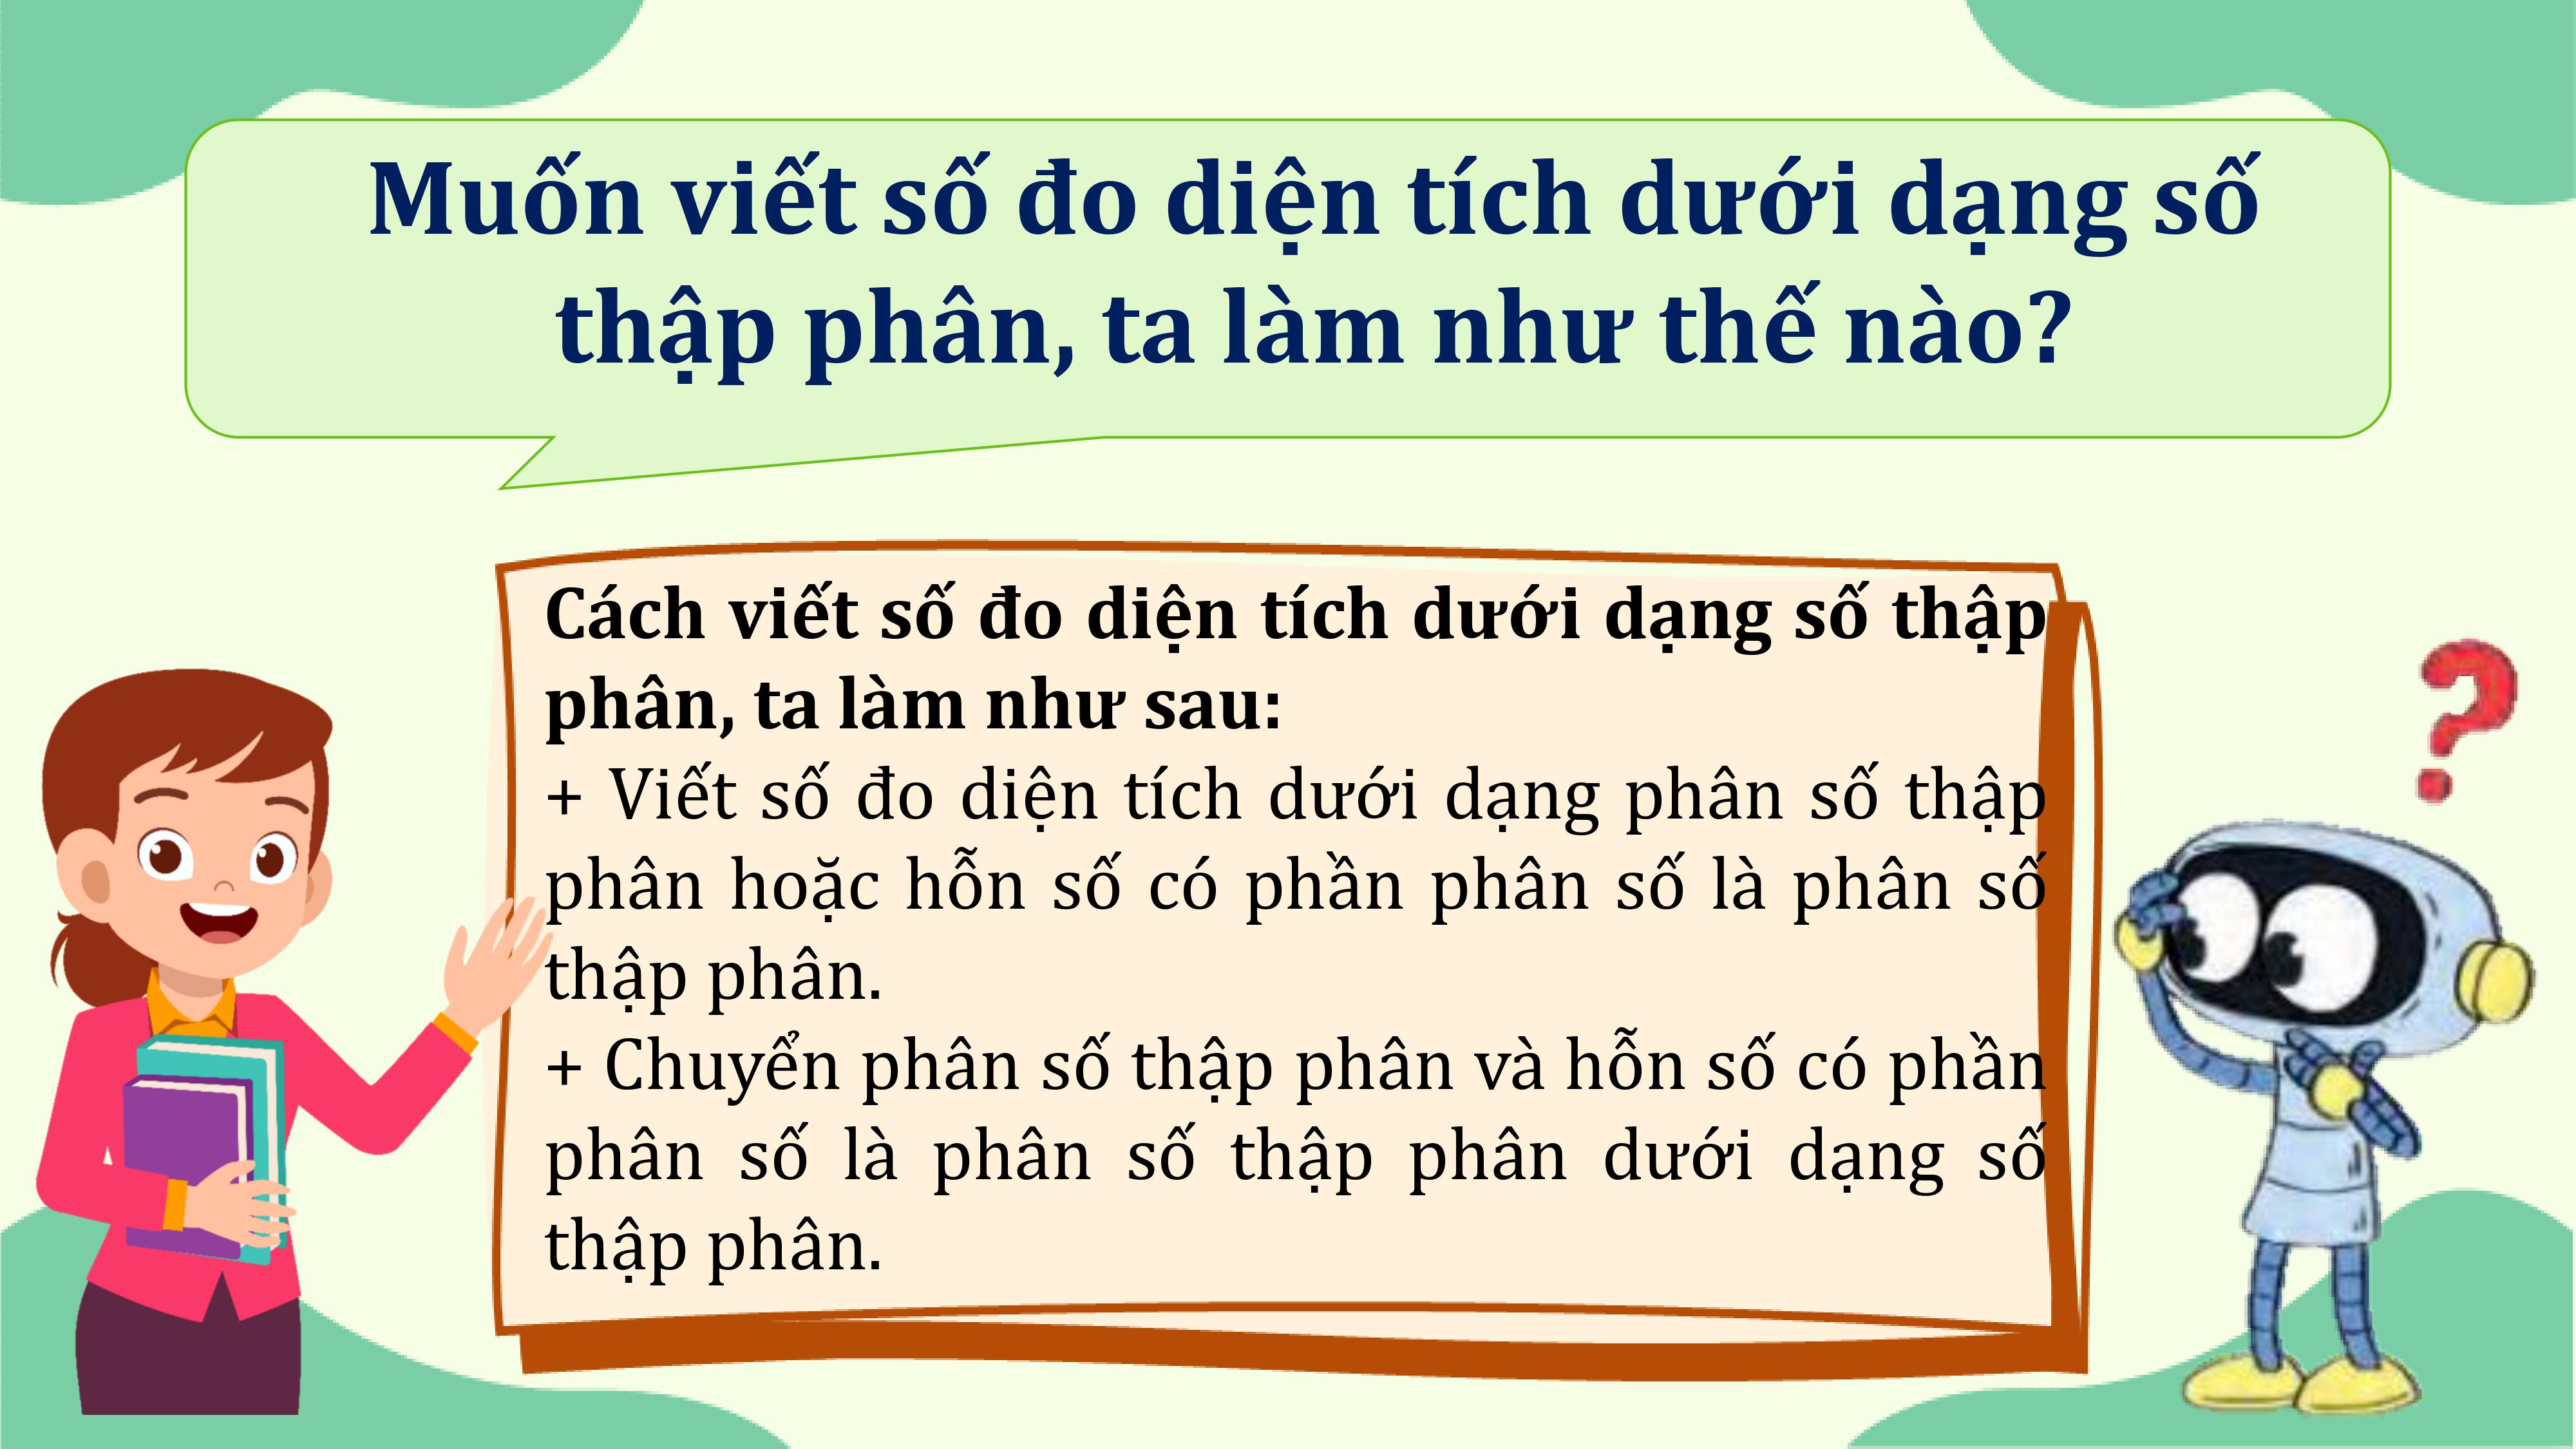 Muốn viết số đo diện tích dưới dạng số
thập phân, ta làm như thế nào?
Cách viết số đo diện tích dưới dạng số thập
phân, ta làm như sau:
+ Viết số đo diện tích dưới dạng phân số thập
phân hoặc hỗn số có phần phân số là phân số
thập phân.
+ Chuyển phân số thập phân và hỗn số có phần
phân số là phân số thập phân dưới dạng số
thập phân.